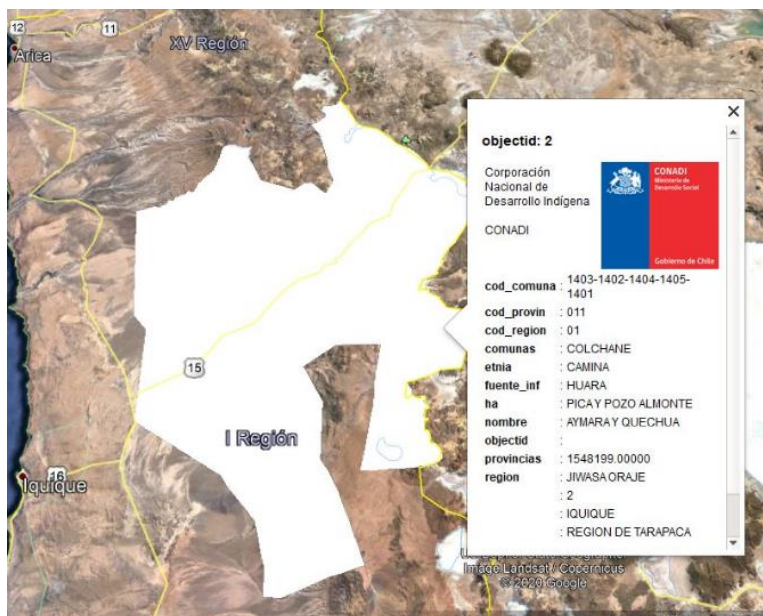 12
11
XV Región
Arica
×
objectid: 2
Corporación
Nacional de
Desarrollo Indígena
CONADI
CONADI
Ministerio de
Desarrollo Social
Gobierno de Chile
cod_comuna : 1403-1402-1404-1405-
1401
cod_provin : 011
cod_region : 01
comunas : COLCHANE
etnia : CAMINA
fuente_inf : HUARA
ha : PICA Y POZO ALMONTE
nombre : AYMARA Y QUECHUA
objectid :
provincias : 1548199.00000
region : JIWASA ORAJE
: 2
: IQUIQUE
: REGION DE TARAPACA
15
I Región
16
Iquique
Image Landsat / Copernicus
© 2020 Google